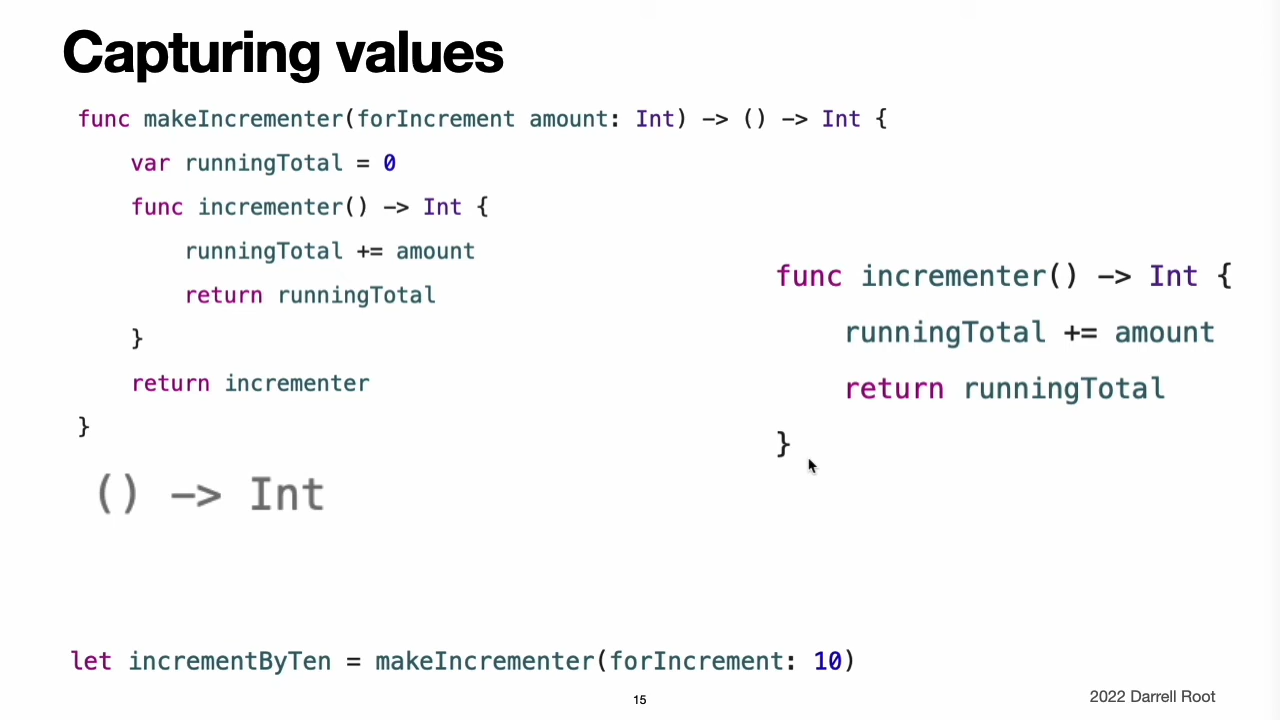 Capturing values
func makeIncrementer(forIncrement amount: Int) -> () -> Int {
    var runningTotal = 0
    func incrementer() -> Int {
        runningTotal += amount
        return runningTotal
    }
    return incrementer
}
func incrementer() -> Int {
    runningTotal += amount
    return runningTotal
}
() -> Int
let incrementByTen = makeIncrementer(forIncrement: 10)
15
2022 Darrell Root